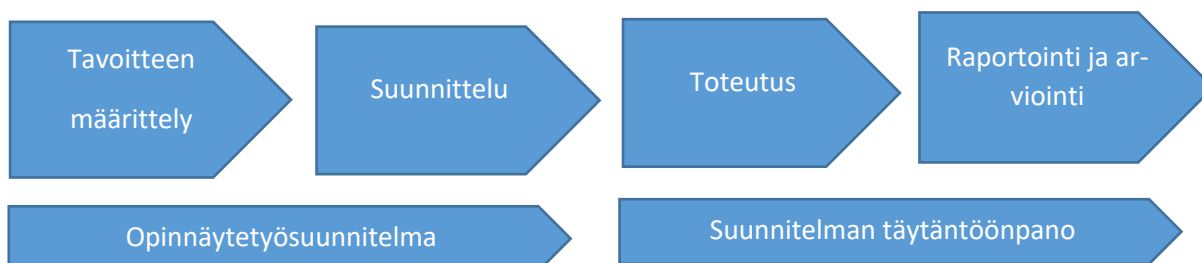 Tavoitteen
määrittely
Suunnittelu
Toteutus
Raportointi ja ar-
viointi
Opinnäytetyösuunnitelma
Suunnitelman täytäntöönpano